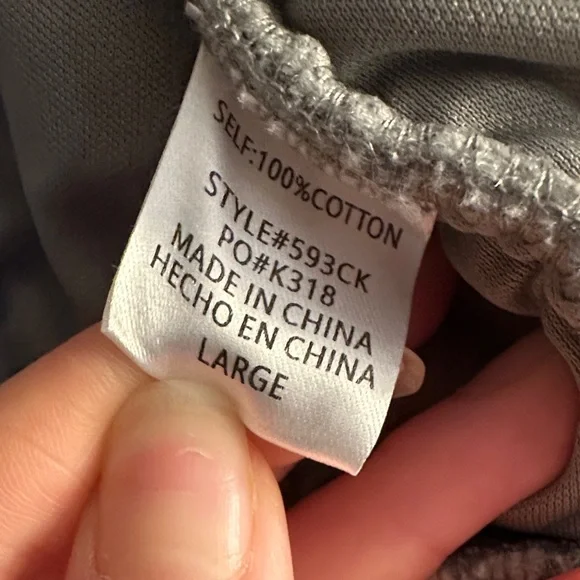 SELF:100%COTTON
STYLE#593CK
PO#K318
MADE IN CHINA
HECHO EN CHINA
LARGE